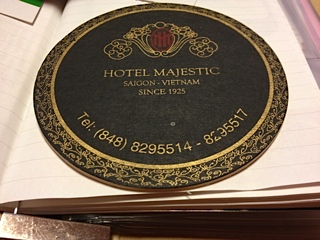 HOTEL MAJESTIC
SAIGON - VIETNAM
SINCE 1925
Tel: (848) 8295514 - 8295517